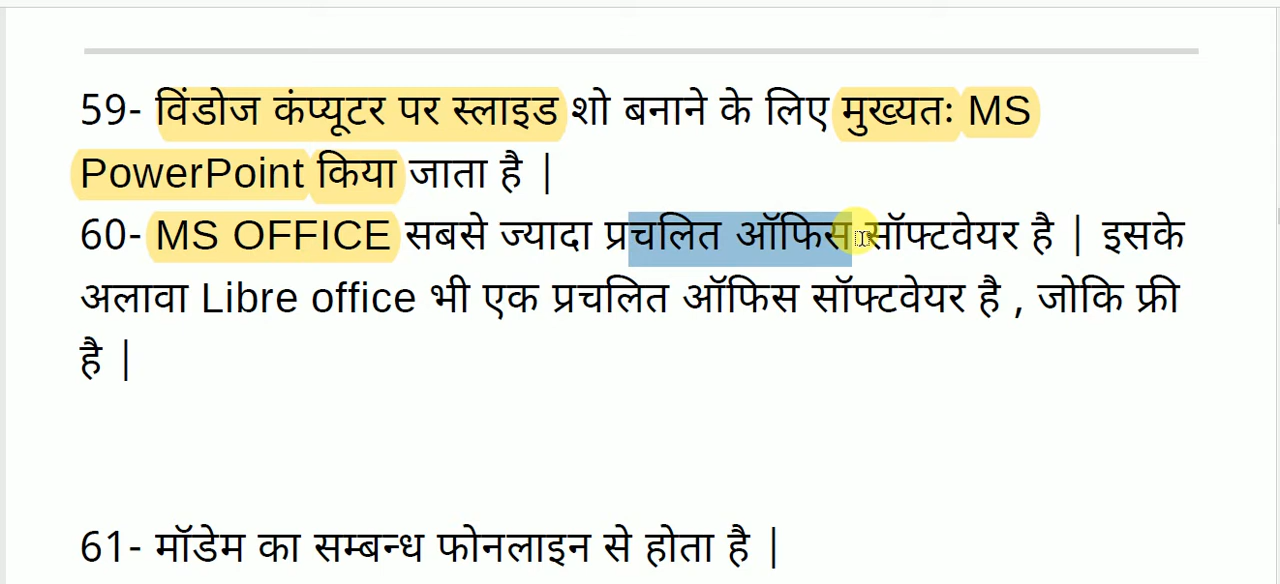 59- विंडोज कंप्यूटर पर स्लाइड शो बनाने के लिए मुख्यतः MS
PowerPoint किया जाता है |
60- MS OFFICE सबसे ज्यादा प्रचलित ऑफिस सॉफ्टवेयर है | इसके
अलावा Libre office भी एक प्रचलित ऑफिस सॉफ्टवेयर है , जोकि फ्री
है |
61- मॉडेम का सम्बन्ध फोनलाइन से होता है |